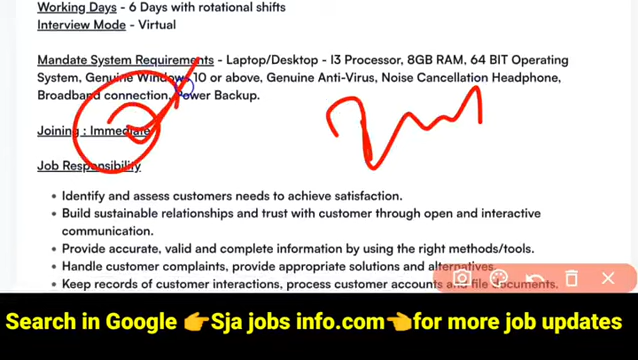 Working Days - 6 Days with rotational shifts
Interview Mode - Virtual
Mandate System Requirements - Laptop/Desktop - I3 Processor, 8GB RAM, 64 BIT Operating
System, Genuine Windows 10 or above, Genuine Anti-Virus, Noise Cancellation Headphone,
Broadband connection, Power Backup.
Joining : Immediate
Job Responsibility
• Identify and assess customers needs to achieve satisfaction.
• Build sustainable relationships and trust with customer through open and interactive
communication.
• Provide accurate, valid and complete information by using the right methods/tools.
• Handle customer complaints, provide appropriate solutions and alternatives.
• Keep records of customer interactions, process customer accounts and file documents.
Search in Google 👉Sja jobs info.com👈for more job updates